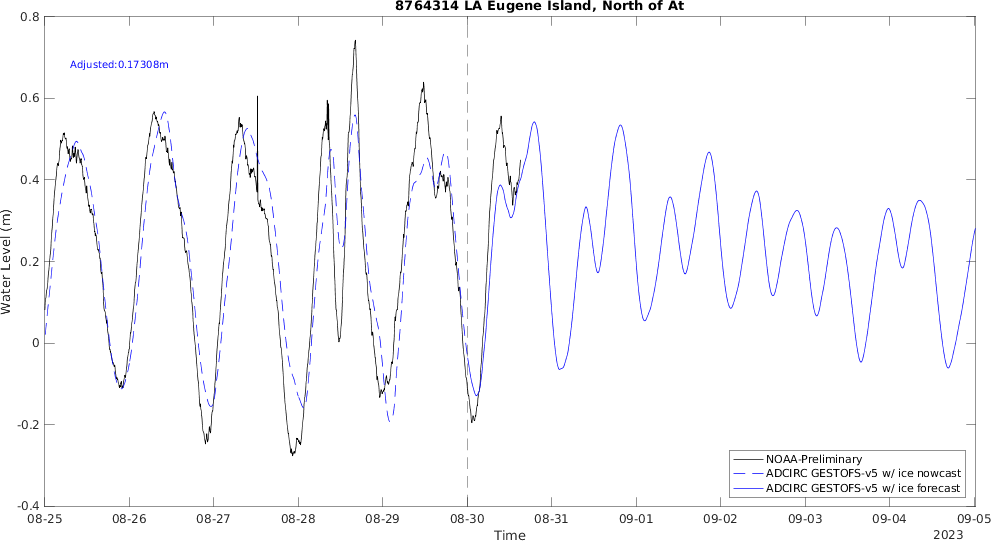 8764314 LA Eugene Island, North of At
Adjusted:0.17308m
Water Level (m)
0.8
0.6
0.4
0.2
0
-0.2
-0.4
NOAA-Preliminary
ADCIRC GESTOFS-v5 w/ ice nowcast
ADCIRC GESTOFS-v5 w/ ice forecast
08-25 08-26 08-27 08-28 08-29 08-30 08-31 09-01 09-02 09-03 09-04 09-05
Time
2023